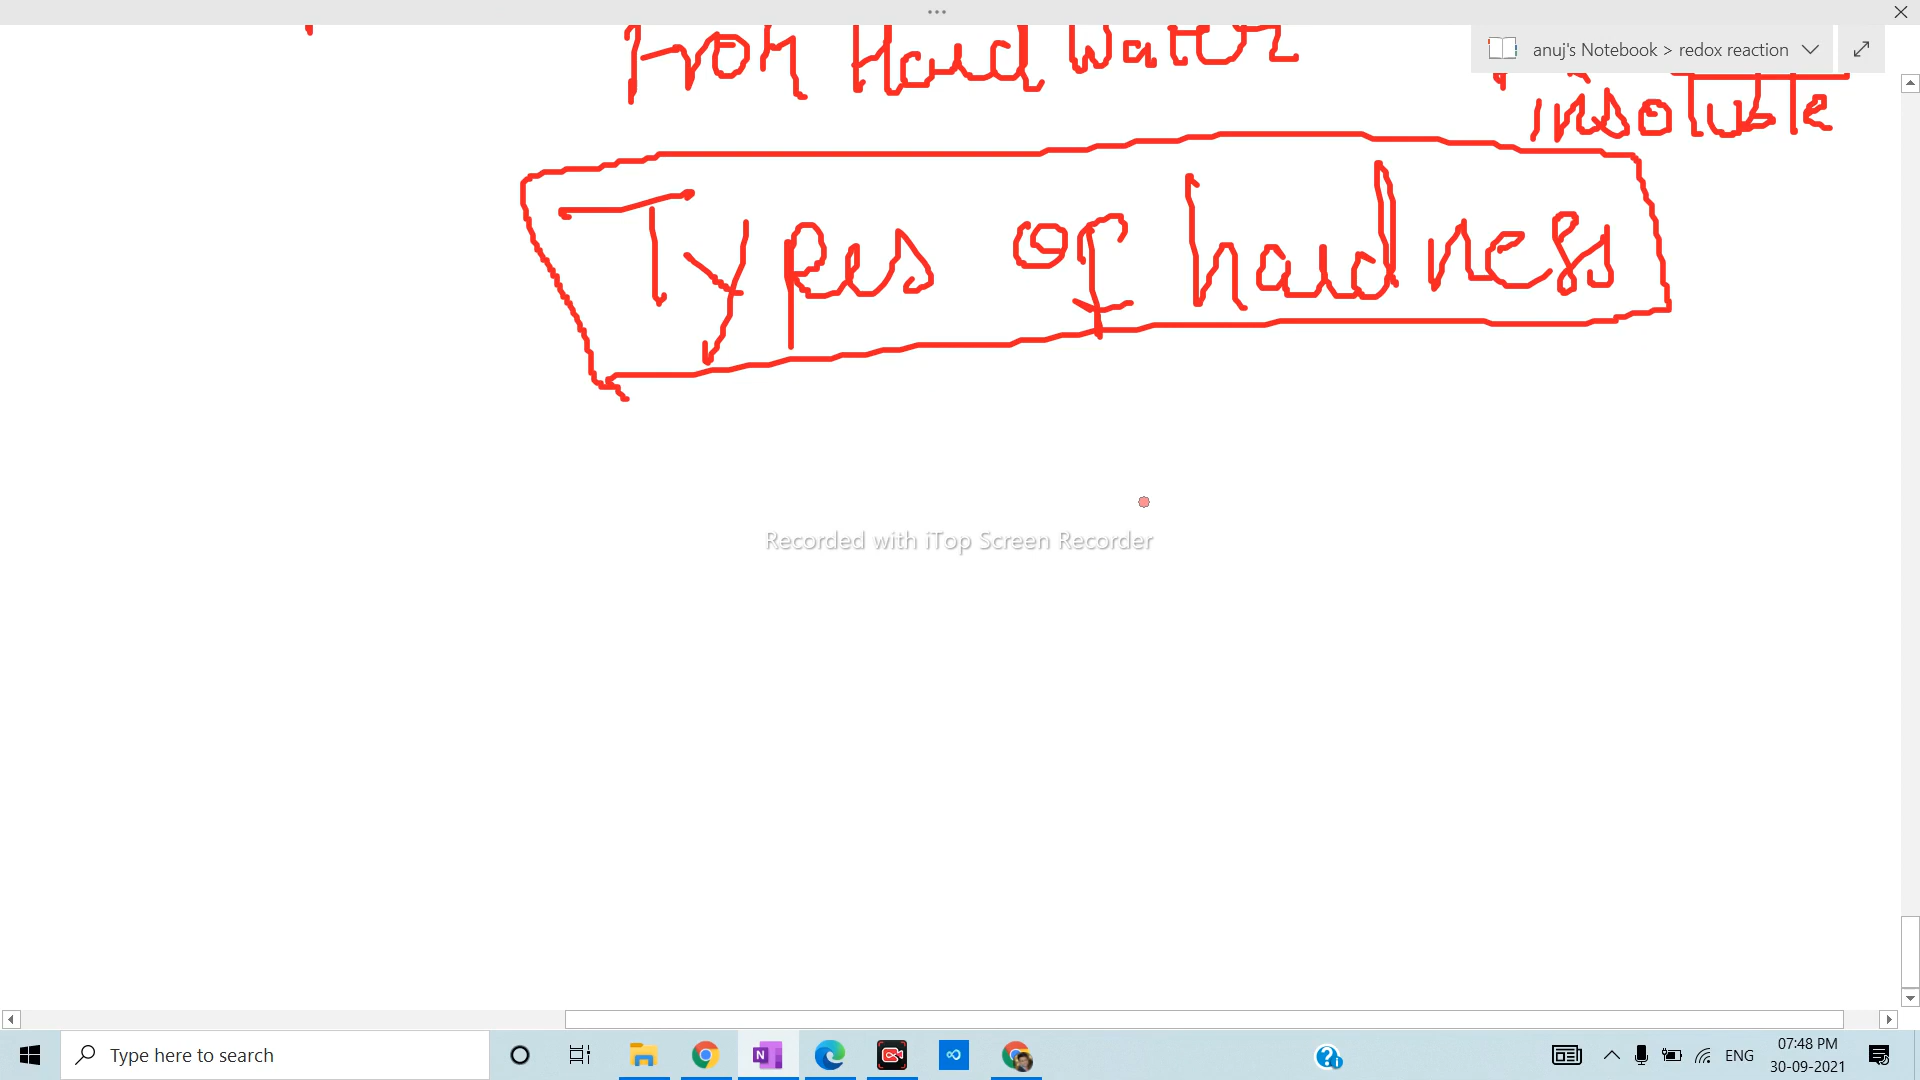 anuj's Notebook > redox reaction
from Hard Water
insoluble
Types of hardness
Recorded with iTop Screen Recorder
Type here to search
ENG
07:48 PM
30-09-2021